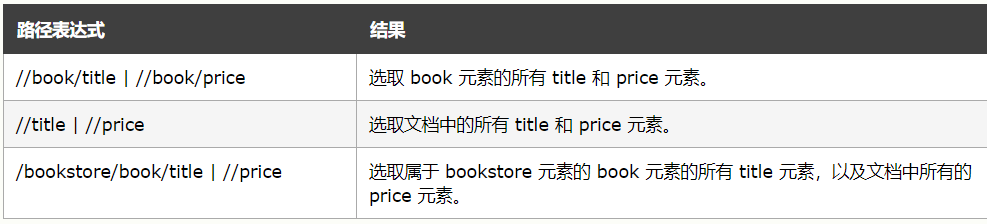 路径表达式 结果
//book/title | //book/price 选取 book 元素的所有 title 和 price 元素。
//title | //price 选取文档中的所有 title 和 price 元素。
/bookstore/book/title | //price 选取属于 bookstore 元素的 book 元素的所有 title 元素，以及文档中所有的
price 元素。